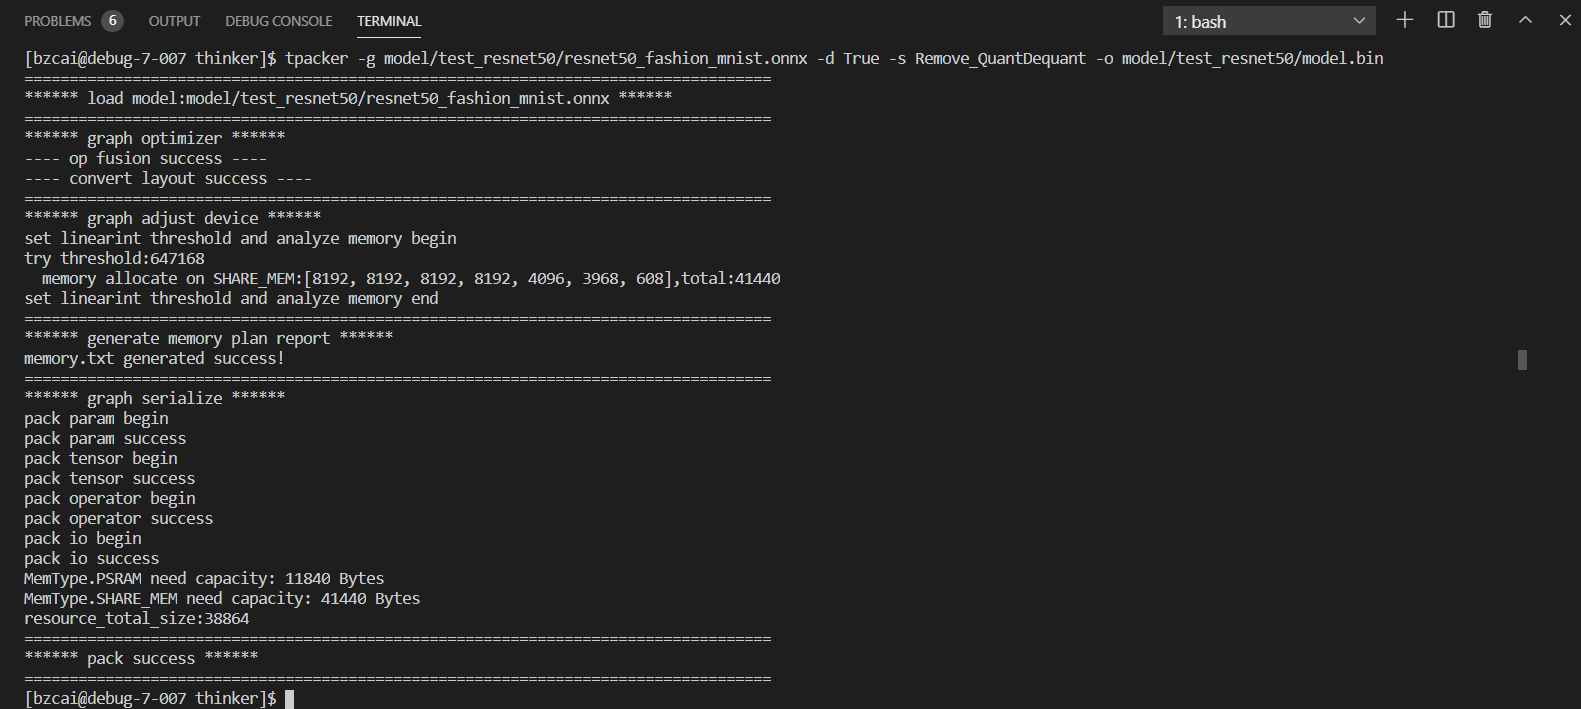 PROBLEMS 6 OUTPUT DEBUG CONSOLE TERMINAL 1: bash
[bzcai@debug-7-007 thinker]$ tpacker -g model/test_resnet50/resnet50_fashion_mnist.onnx -d True -s Remove_QuantDequant -o model/test_resnet50/model.bin
===================================================================================
****** load model:model/test_resnet50/resnet50_fashion_mnist.onnx ******
===================================================================================
****** graph optimizer ******
---- op fusion success ----
---- convert layout success ----
===================================================================================
****** graph adjust device ******
set linearint threshold and analyze memory begin
try threshold:647168
  memory allocate on SHARE_MEM:[8192, 8192, 8192, 8192, 4096, 3968, 608],total:41440
set linearint threshold and analyze memory end
===================================================================================
****** generate memory plan report ******
memory.txt generated success!
===================================================================================
****** graph serialize ******
pack param begin
pack param success
pack tensor begin
pack tensor success
pack operator begin
pack operator success
pack io begin
pack io success
MemType.PSRAM need capacity: 11840 Bytes
MemType.SHARE_MEM need capacity: 41440 Bytes
resource_total_size:38864
===================================================================================
****** pack success ******
===================================================================================
[bzcai@debug-7-007 thinker]$